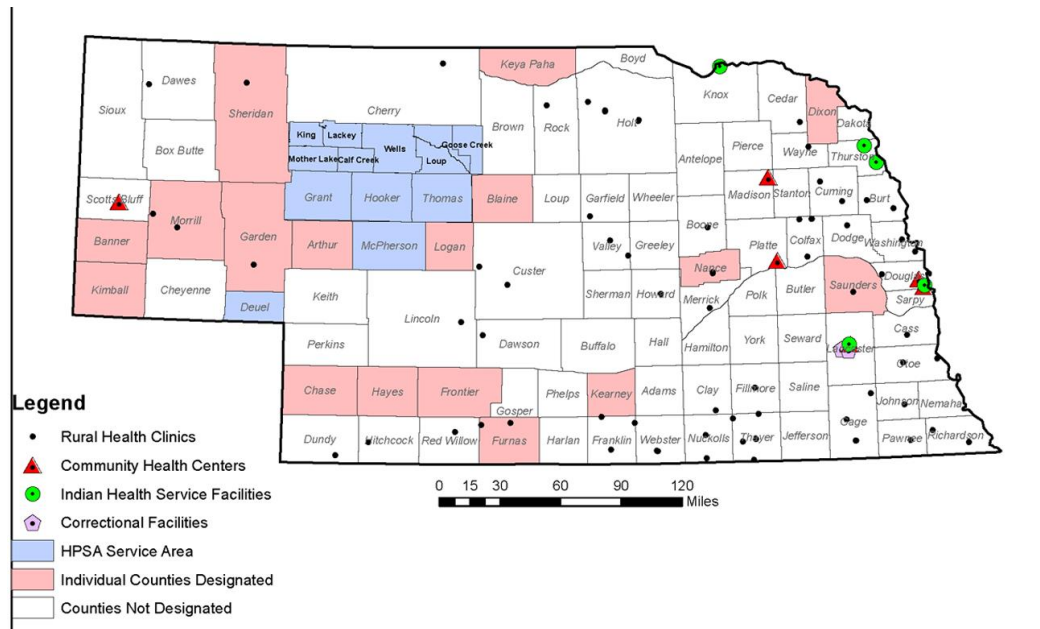 Keya Paha
Boyd
Dawes
Knox
Sioux
Sheridan
Cherry
Cedar
Dixon
Dakota
Brown
Rock
Holt
Box Butte
King
Lackey
Wells
Goose Creek
Mother Lake
Calf Creek
Loup
Antelope
Pierce
Wayne
Thurston
Scotts Bluff
Morrill
Grant
Hooker
Thomas
Blaine
Loup
Garfield
Wheeler
Madison
Stanton
Cuming
Burt
Banner
Garden
Arthur
McPherson
Logan
Custer
Valley
Greeley
Boone
Platte
Colfax
Dodge
Washington
Kimball
Cheyenne
Deuel
Keith
Lincoln
Sherman
Howard
Nance
Merrick
Polk
Butler
Saunders
Douglas
Sarpy
Perkins
Dawson
Buffalo
Hall
Hamilton
York
Seward
Lancaster
Cass
Otoe
Chase
Hayes
Frontier
Gosper
Phelps
Kearney
Adams
Clay
Fillmore
Saline
Gage
Johnson
Nemaha
Dundy
Hitchcock
Red Willow
Furnas
Harlan
Franklin
Webster
Nuckolls
Thayer
Jefferson
Pawnee
Richardson
Legend
Rural Health Clinics
Community Health Centers
Indian Health Service Facilities
Correctional Facilities
HPSA Service Area
Individual Counties Designated
Counties Not Designated
0 15 30 60 90 120
Miles